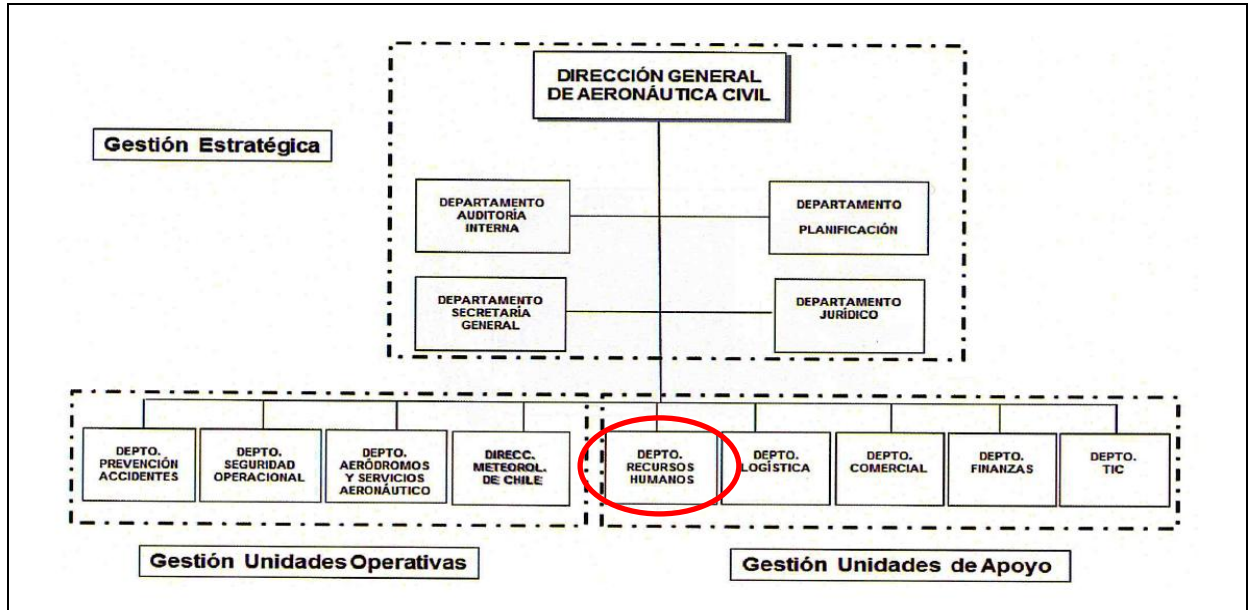 DIRECCIÓN GENERAL
DE AERONÁUTICA CIVIL
Gestión Estratégica
DEPARTAMENTO
AUDITORÍA
INTERNA
DEPARTAMENTO
PLANIFICACIÓN
DEPARTAMENTO
SECRETARÍA
GENERAL
DEPARTAMENTO
JURÍDICO
DEPTO.
PREVENCIÓN
ACCIDENTES
DEPTO.
SEGURIDAD
OPERACIONAL
DEPTO.
AERÓDROMOS
Y SERVICIOS
AERONÁUTICO
DIRECC.
METEOROL.
DE CHILE
DEPTO.
RECURSOS
HUMANOS
DEPTO.
LOGÍSTICA
DEPTO.
COMERCIAL
DEPTO.
FINANZAS
DEPTO.
TIC
Gestión Unidades Operativas
Gestión Unidades de Apoyo